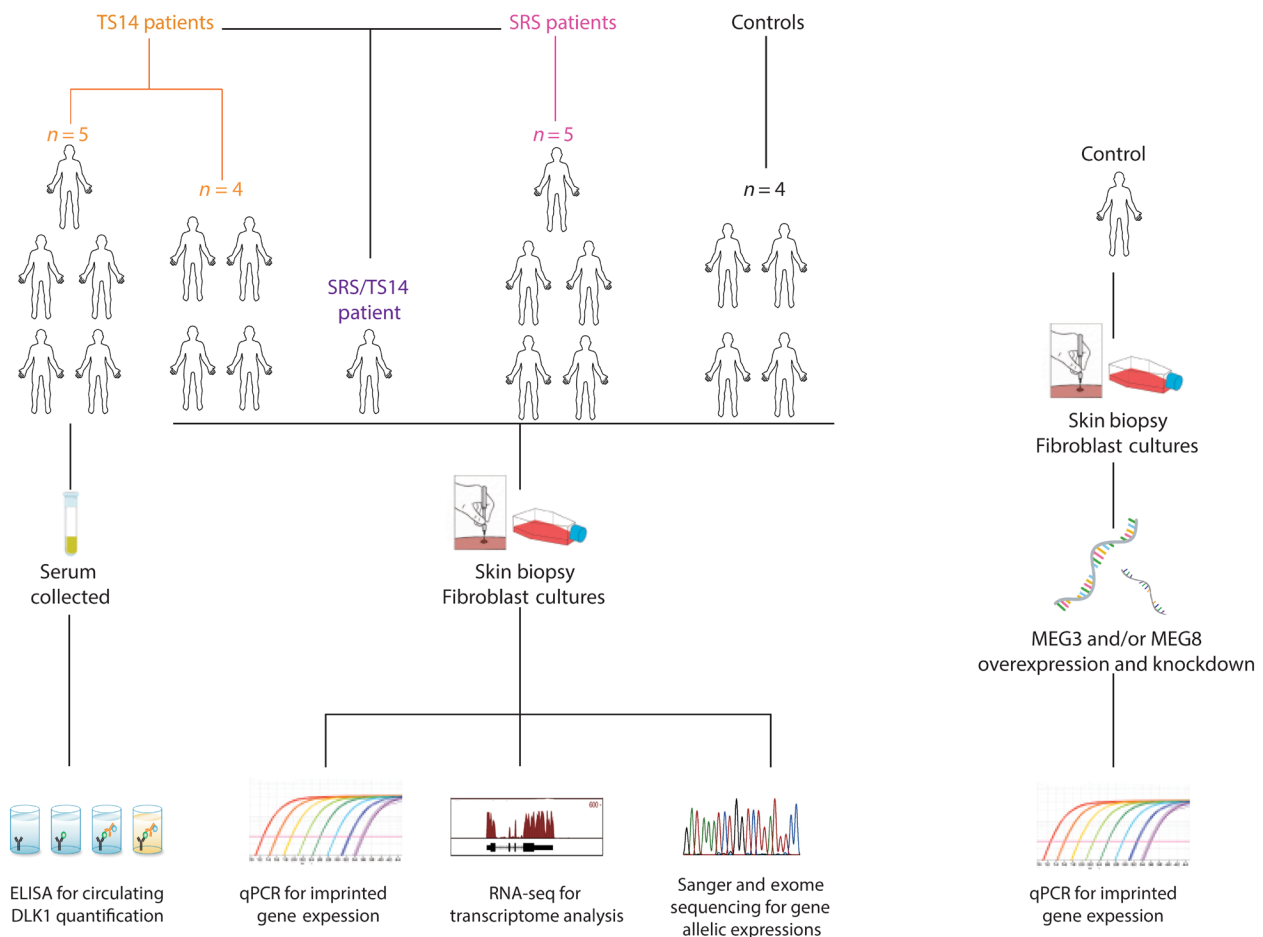 TS14 patients
SRS patients
Controls
n = 5
n = 4
n = 5
n = 4
SRS/TS14
patient
Control
Skin biopsy
Fibroblast cultures
Serum
collected
Skin biopsy
Fibroblast cultures
MEG3 and/or MEG8
overexpression and knockdown
600
ELISA for circulating
DLK1 quantification
qPCR for imprinted
gene expession
RNA-seq for
transcriptome analysis
Sanger and exome
sequencing for gene
allelic expressions
qPCR for imprinted
gene expession